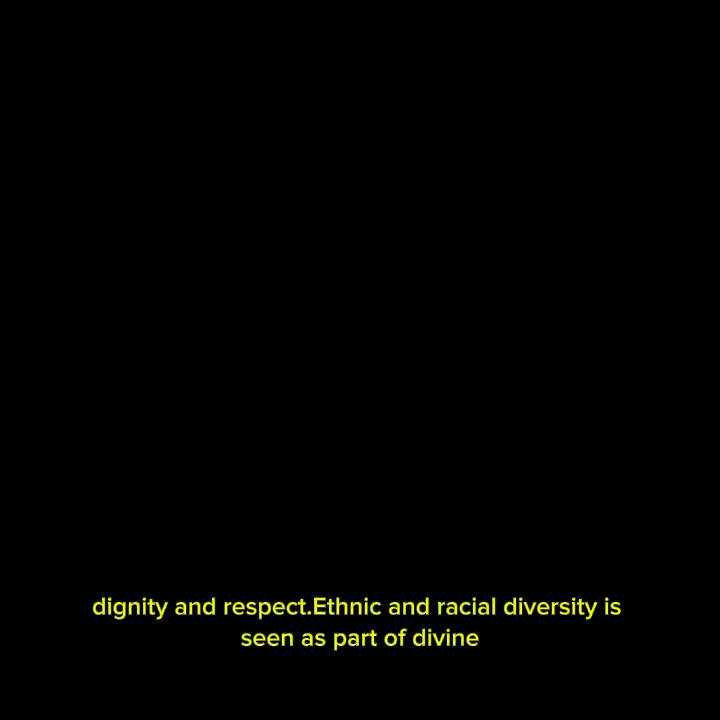 dignity and respect.Ethnic and racial diversity is
seen as part of divine